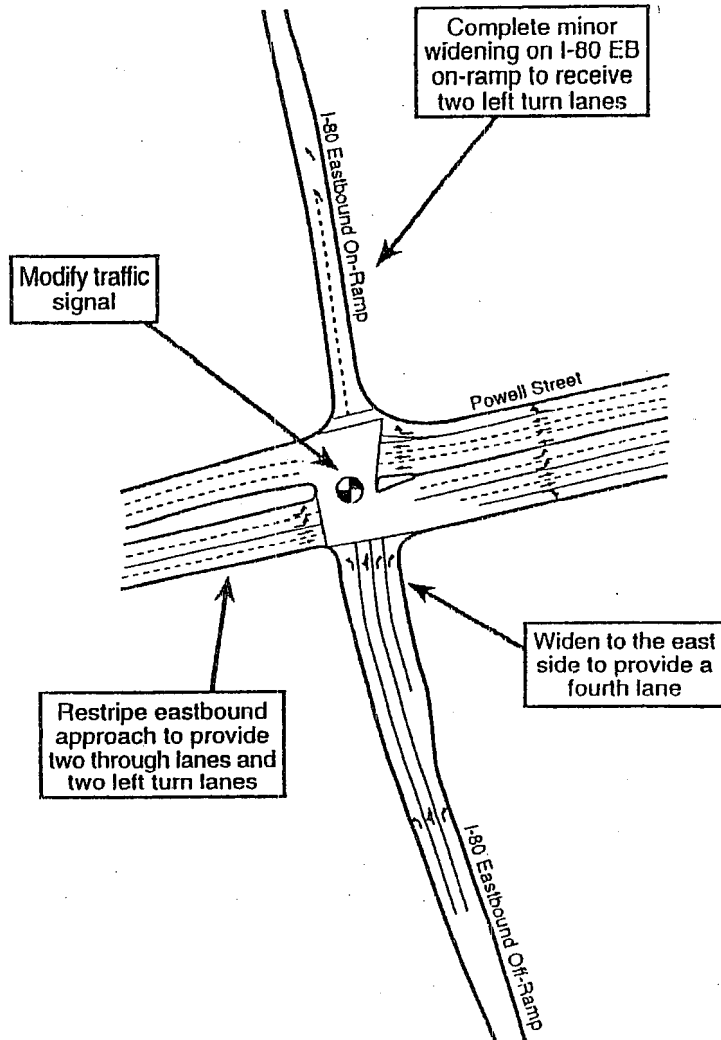 Complete minor
widening on I-80 EB
on-ramp to receive
two left turn lanes
I-80 Eastbound On-Ramp
Modify traffic
signal
Powell Street
Widen to the east
side to provide a
fourth lane
Restripe eastbound
approach to provide
two through lanes and
two left turn lanes
I-80 Eastbound Off-Ramp